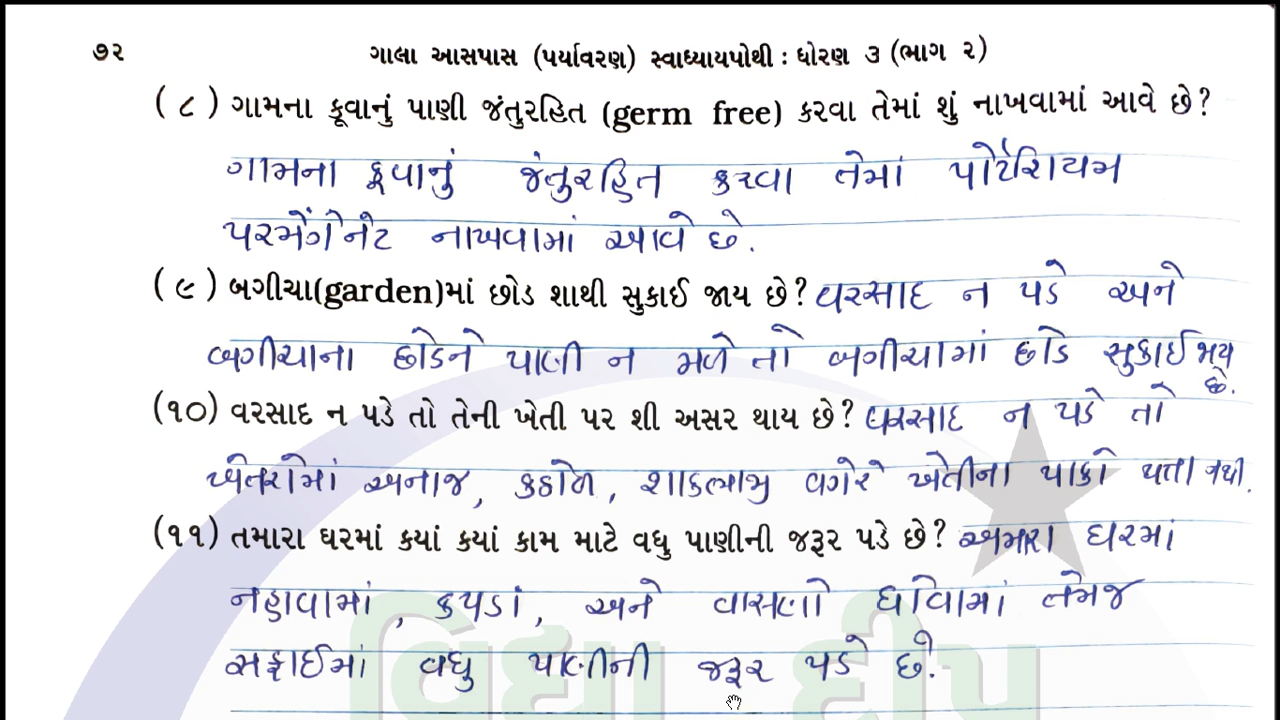 ૭૨ ગાલા આસપાસ (પર્યાવરણ) સ્વાધ્યાયપોથી : ધોરણ ૩ (ભાગ ૨)
(૮) ગામના કૂવાનું પાણી જંતુરહિત (germ free) કરવા તેમાં શું નાખવામાં આવે છે?
ગામના કૂવાનું જંતુરહિત કરવા તેમાં પોટેશિયમ
પરમેંગેનેટ નાખવામાં આવે છે.
(૯) બગીચા(garden)માં છોડ શાથી સુકાઈ જાય છે? વરસાદ ન પડે અને
બગીચાના છોડને પાણી ન મળે તો બગીચામાં છોડ સુકાઈ જાય
છે.
(૧૦) વરસાદ ન પડે તો તેની ખેતી પર શી અસર થાય છે? વરસાદ ન પડે તો
ખેતરોમાં અનાજ, કઠોળ, શાકભાજી વગેરે ખેતીના પાકો થતા નથી.
(૧૧) તમારા ઘરમાં કયાં કયાં કામ માટે વધુ પાણીની જરૂર પડે છે? અમારા ઘરમાં
નહાવામાં, કપડાં, અને વાસણો ધોવામાં તેમજ
સફાઈમાં વધુ પાણીની જરૂર પડે છે.
વિદ્યા દીપ